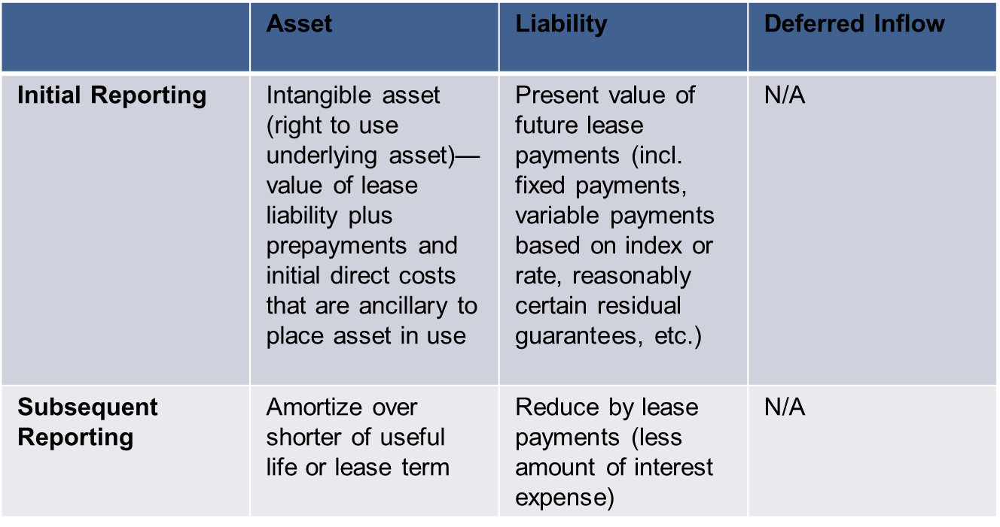 Asset
Liability
Deferred Inflow
Initial Reporting
Intangible asset
(right to use
underlying asset)—
value of lease
liability plus
prepayments and
initial direct costs
that are ancillary to
place asset in use
Present value of
future lease
payments (incl.
fixed payments,
variable payments
based on index or
rate, reasonably
certain residual
guarantees, etc.)
N/A
Subsequent
Reporting
Amortize over
shorter of useful
life or lease term
Reduce by lease
payments (less
amount of interest
expense)
N/A